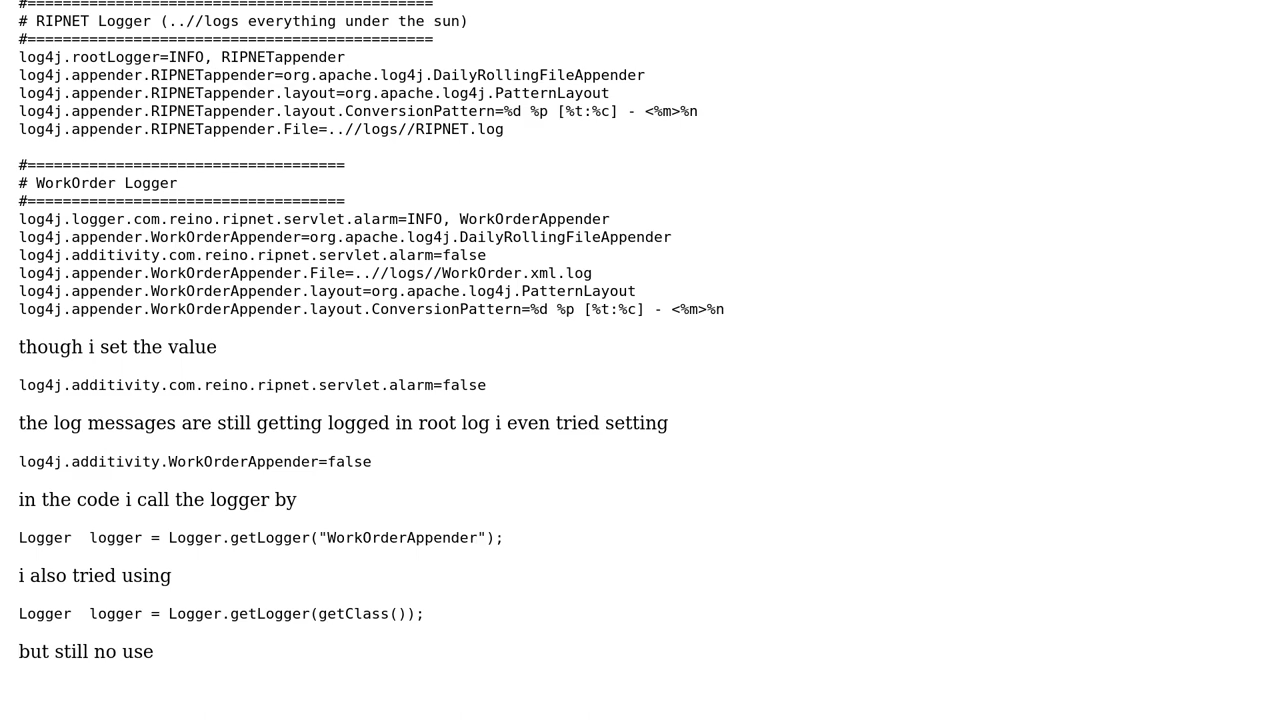 #==============================================
# RIPNET Logger (..//logs everything under the sun)
#==============================================
log4j.rootLogger=INFO, RIPNETappender
log4j.appender.RIPNETappender=org.apache.log4j.DailyRollingFileAppender
log4j.appender.RIPNETappender.layout=org.apache.log4j.PatternLayout
log4j.appender.RIPNETappender.layout.ConversionPattern=%d %p [%t:%c] - <%m>%n
log4j.appender.RIPNETappender.File=..//logs//RIPNET.log
#====================================
# WorkOrder Logger
#====================================
log4j.logger.com.reino.ripnet.servlet.alarm=INFO, WorkOrderAppender
log4j.appender.WorkOrderAppender=org.apache.log4j.DailyRollingFileAppender
log4j.additivity.com.reino.ripnet.servlet.alarm=false
log4j.appender.WorkOrderAppender.File=..//logs//WorkOrder.xml.log
log4j.appender.WorkOrderAppender.layout=org.apache.log4j.PatternLayout
log4j.appender.WorkOrderAppender.layout.ConversionPattern=%d %p [%t:%c] - <%m>%n
though i set the value
log4j.additivity.com.reino.ripnet.servlet.alarm=false
the log messages are still getting logged in root log i even tried setting
log4j.additivity.WorkOrderAppender=false
in the code i call the logger by
Logger  logger = Logger.getLogger("WorkOrderAppender");
i also tried using
Logger  logger = Logger.getLogger(getClass());
but still no use